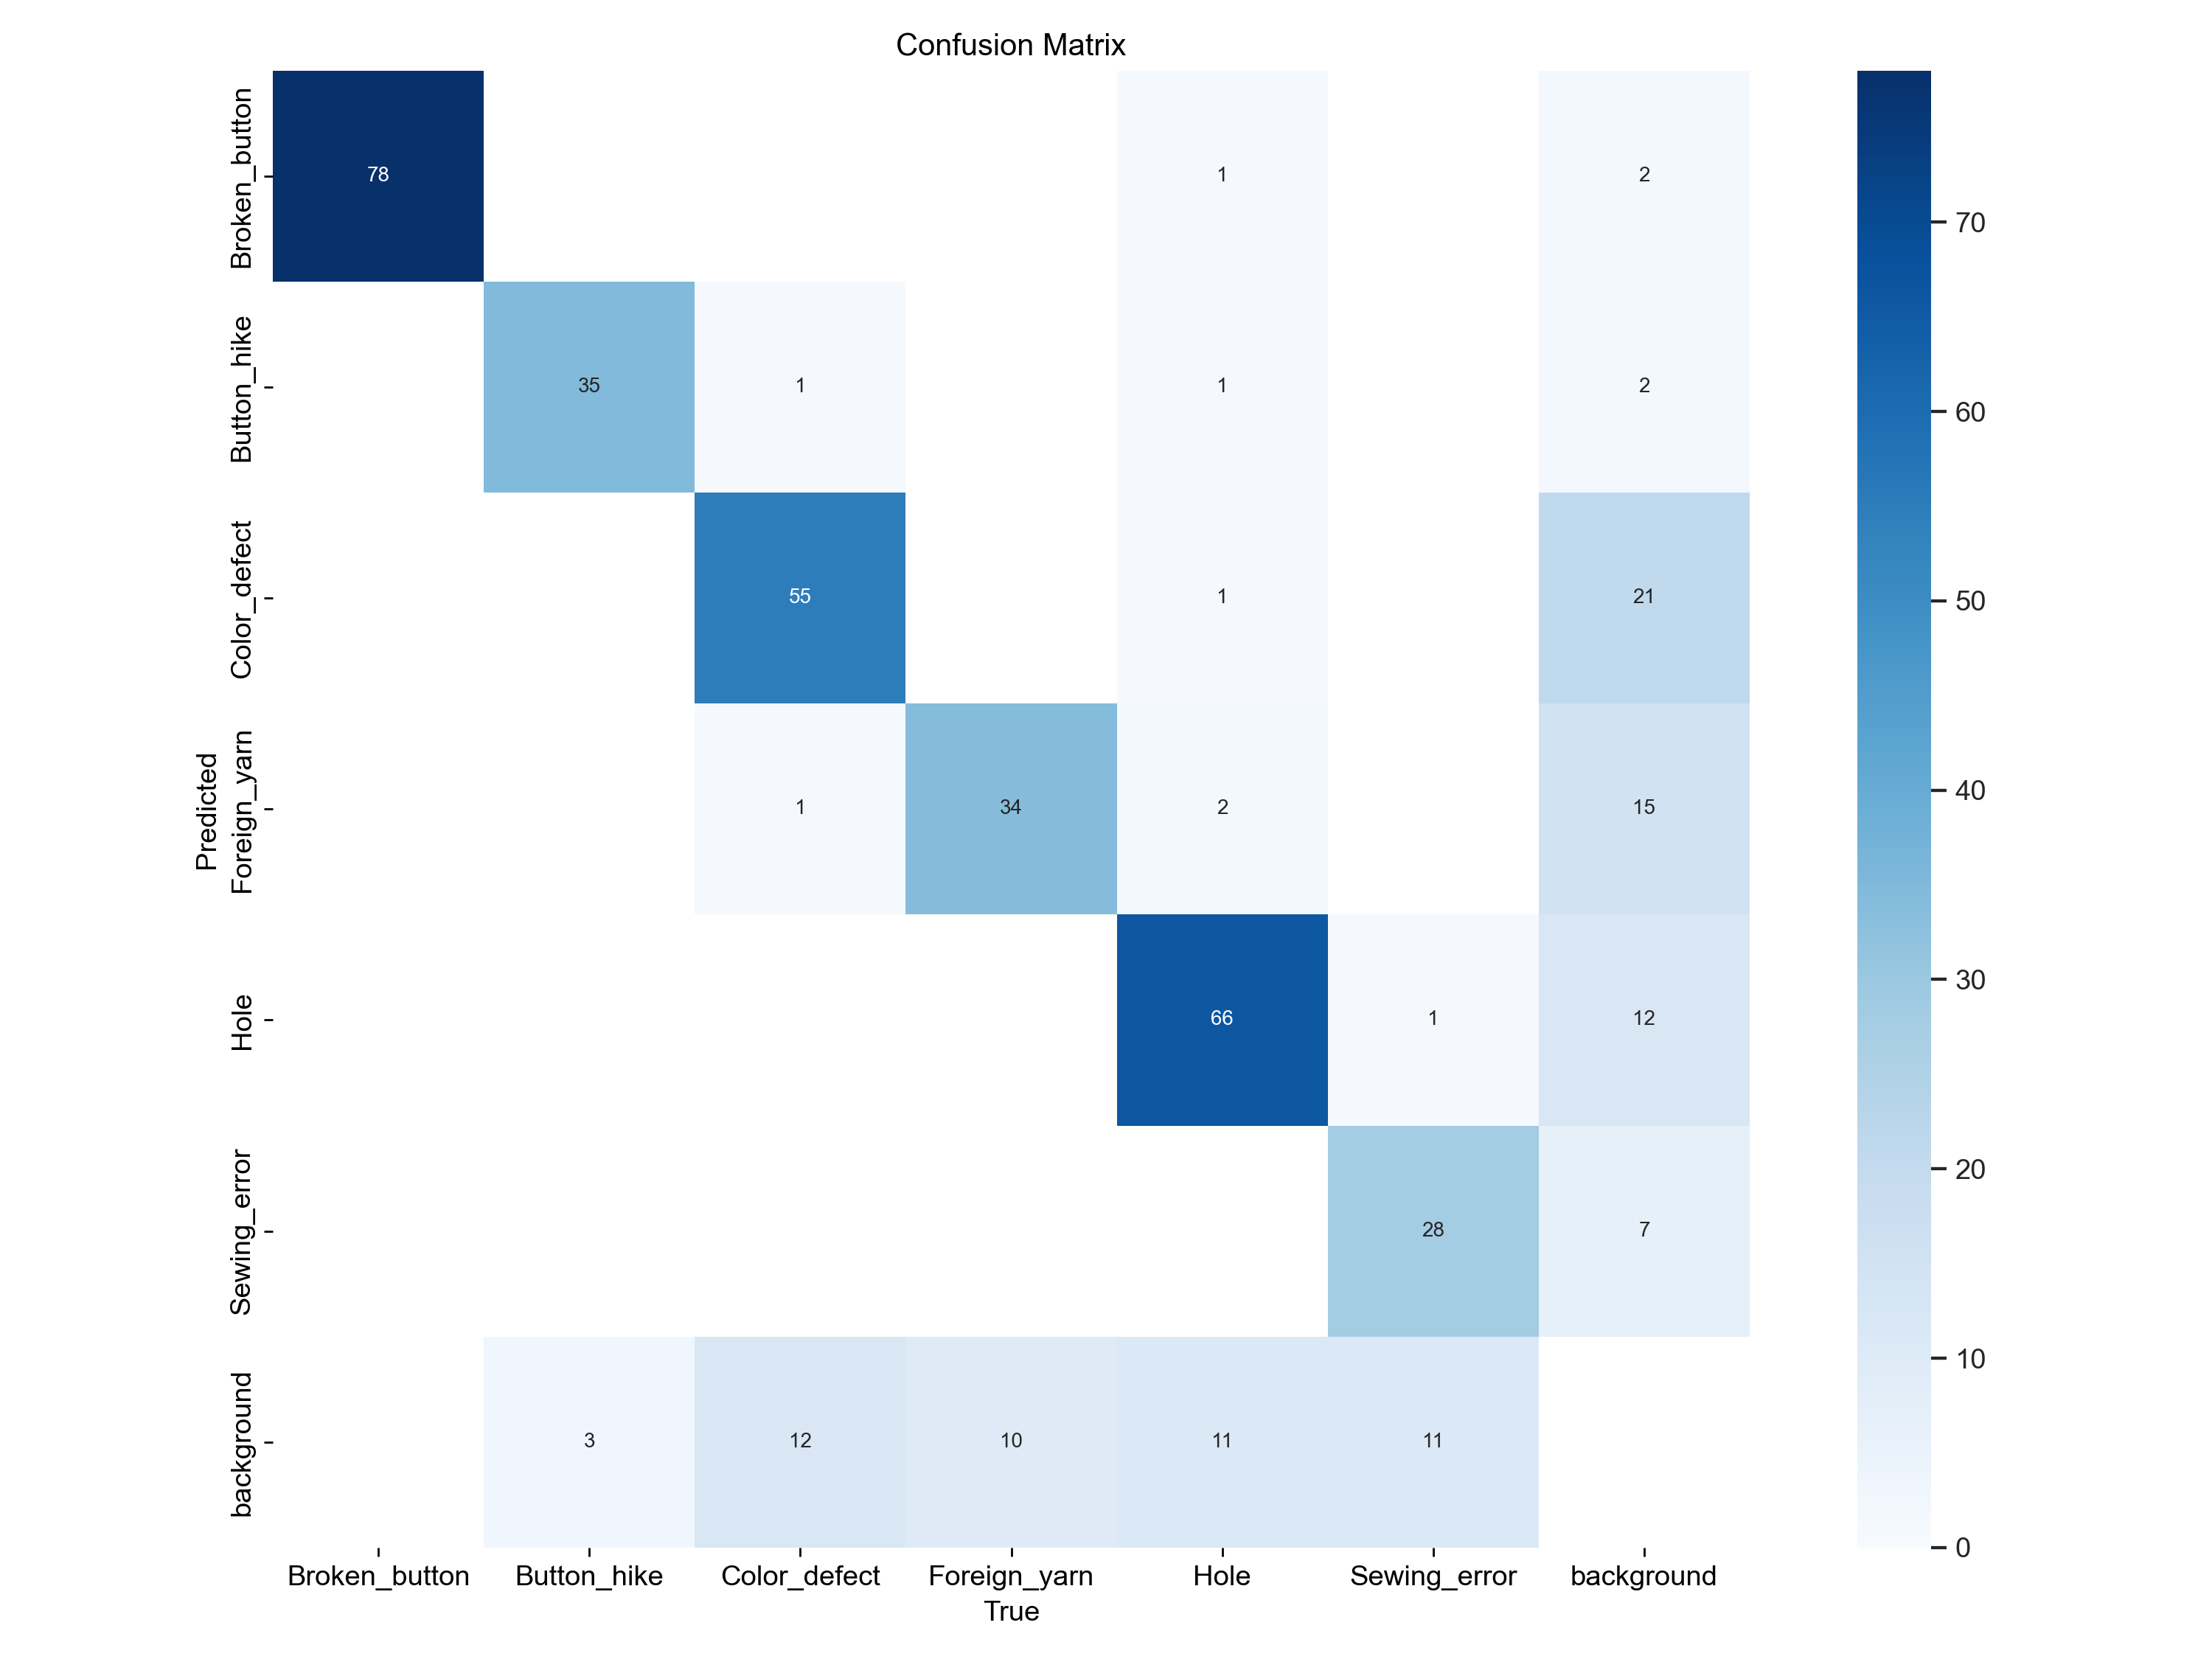 Confusion Matrix
Predicted
Broken_button
78
1
2
70
Button_hike
35
1
1
2
60
Color_defect
55
1
21
50
Foreign_yarn
1
34
2
15
40
Hole
66
1
12
30
Sewing_error
28
7
20
background
3
12
10
11
11
10
0
Broken_button Button_hike Color_defect Foreign_yarn Hole Sewing_error background
True